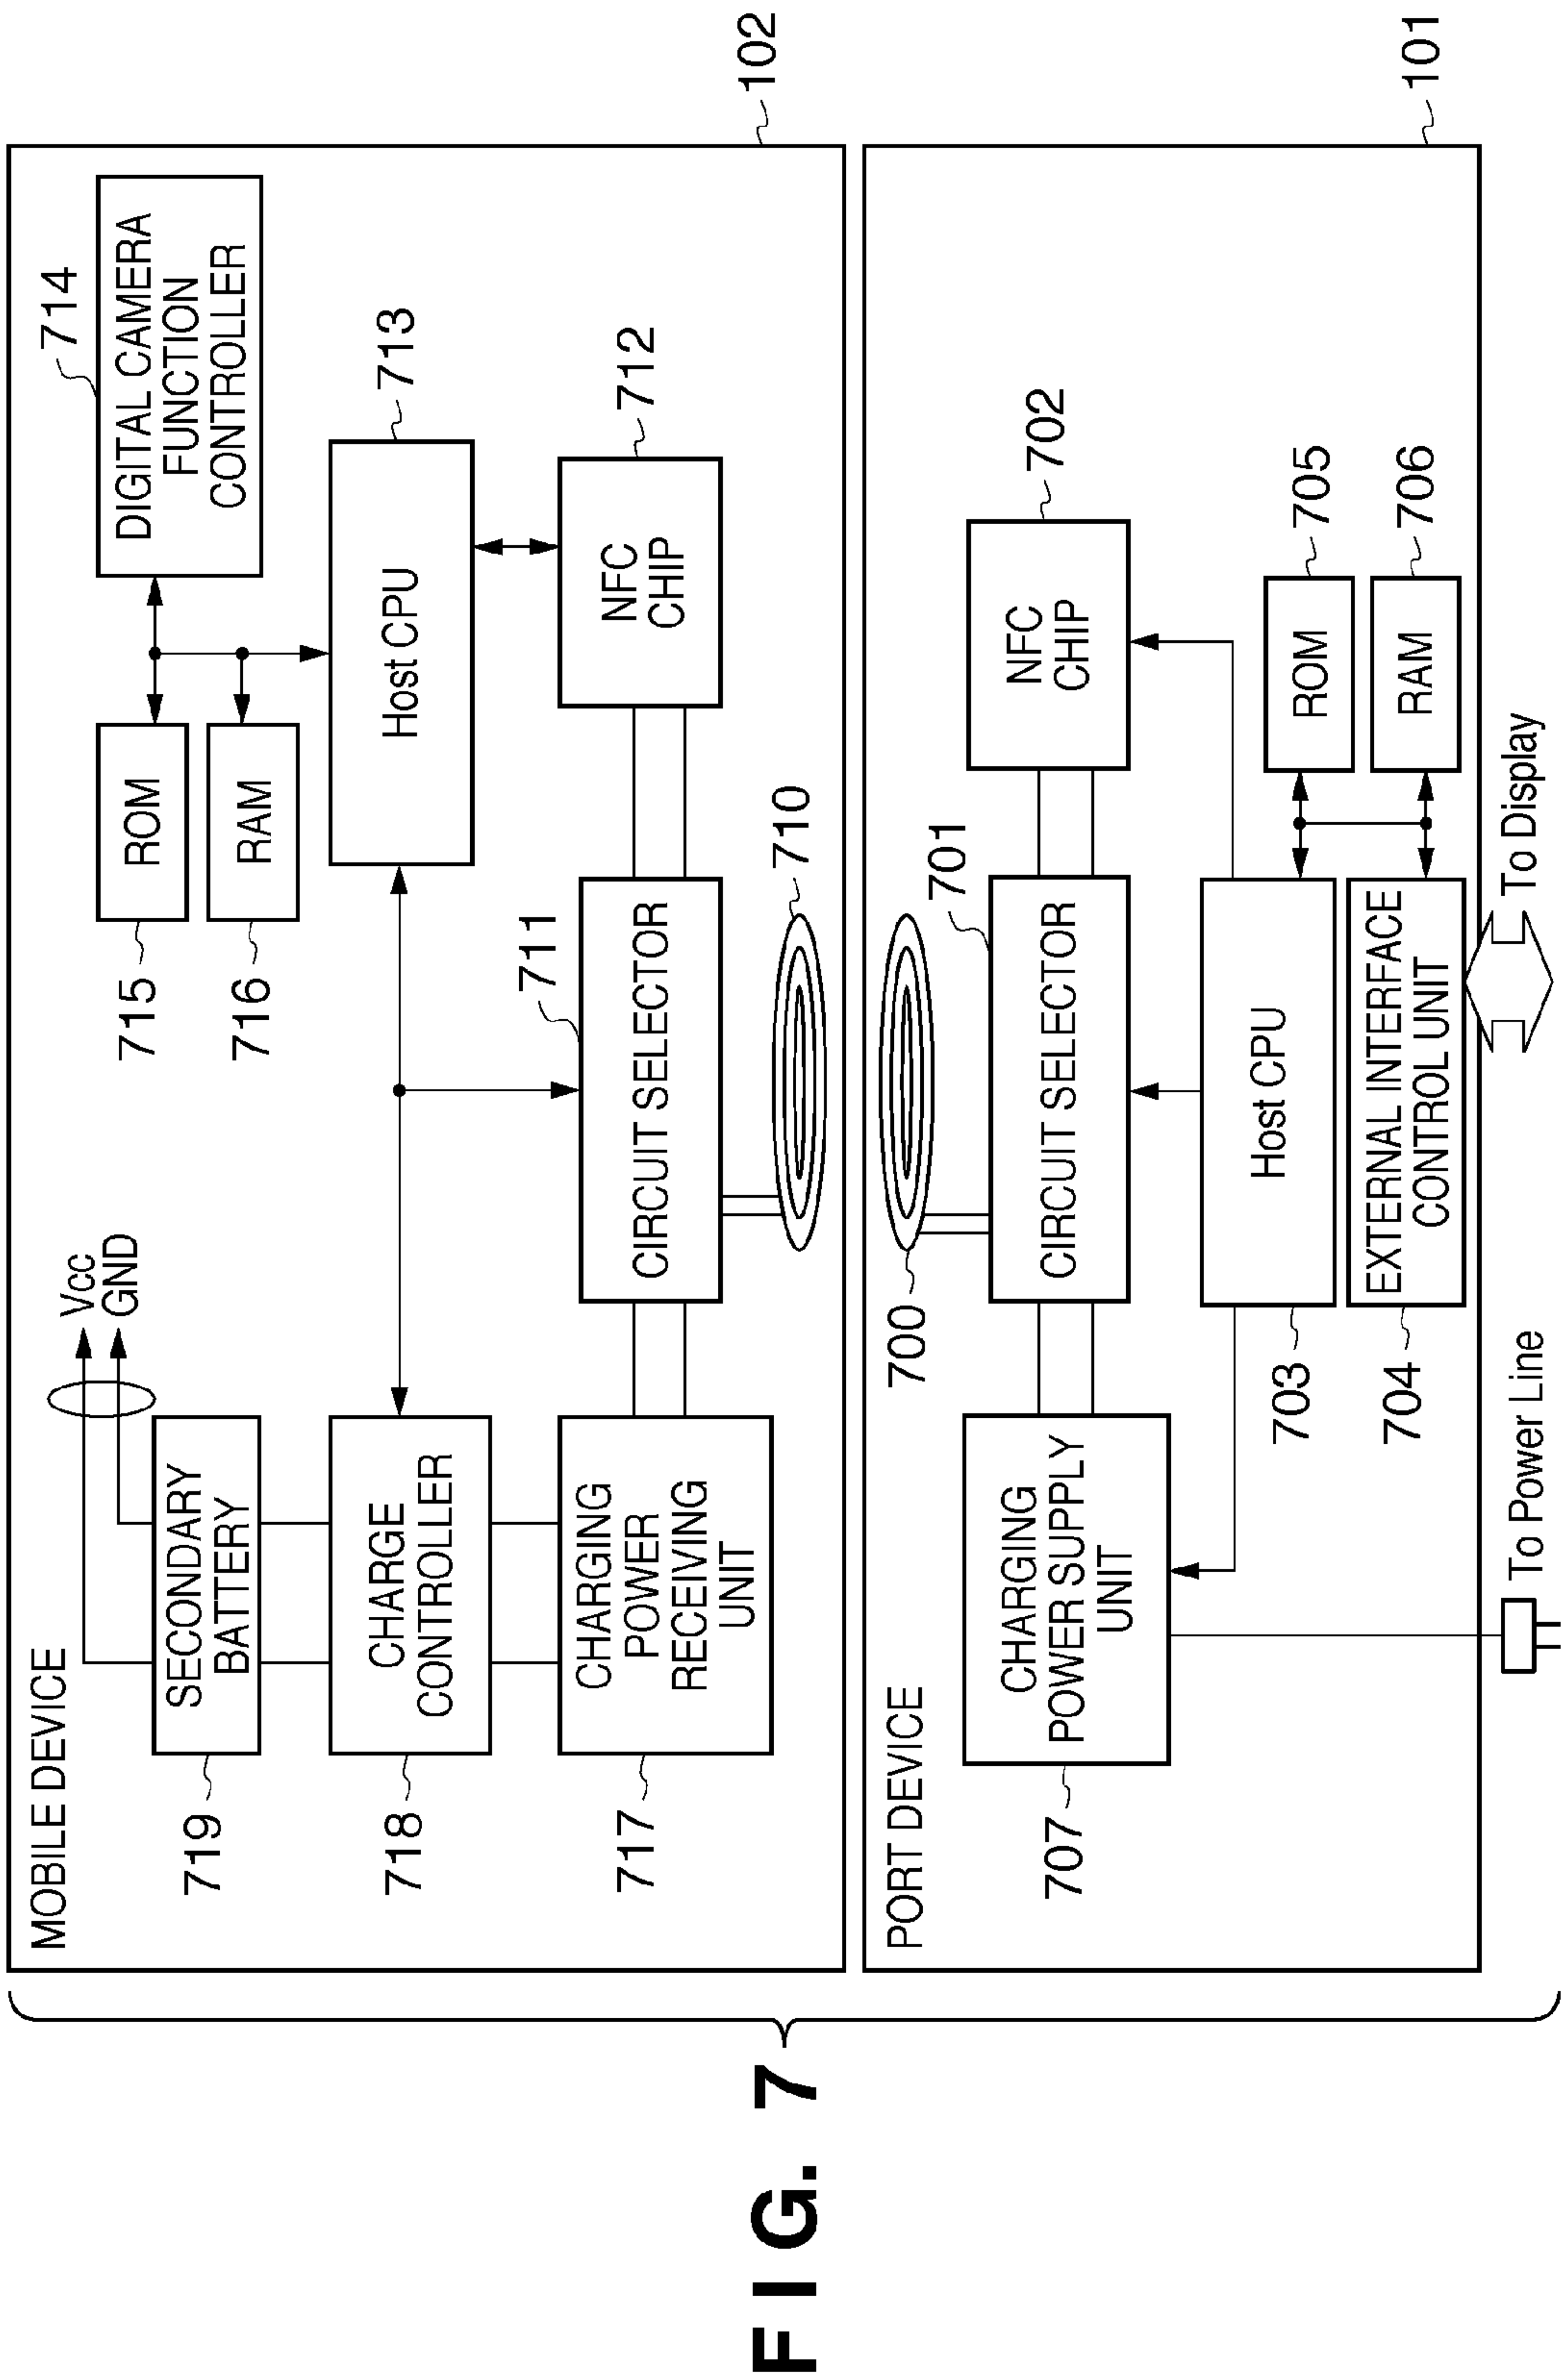 FIG. 7
MOBILE DEVICE
Vcc
GND
714
DIGITAL CAMERA
FUNCTION
CONTROLLER
719
SECONDARY
BATTERY
715
ROM
716
RAM
718
CHARGE
CONTROLLER
713
Host CPU
717
CHARGING
POWER
RECEIVING
UNIT
711
CIRCUIT SELECTOR
712
NFC
CHIP
710
102
PORT DEVICE
700
701
707
CHARGING
POWER SUPPLY
UNIT
CIRCUIT SELECTOR
702
NFC
CHIP
703
Host CPU
705
ROM
704
EXTERNAL INTERFACE
CONTROL UNIT
706
RAM
101
To Power Line
To Display